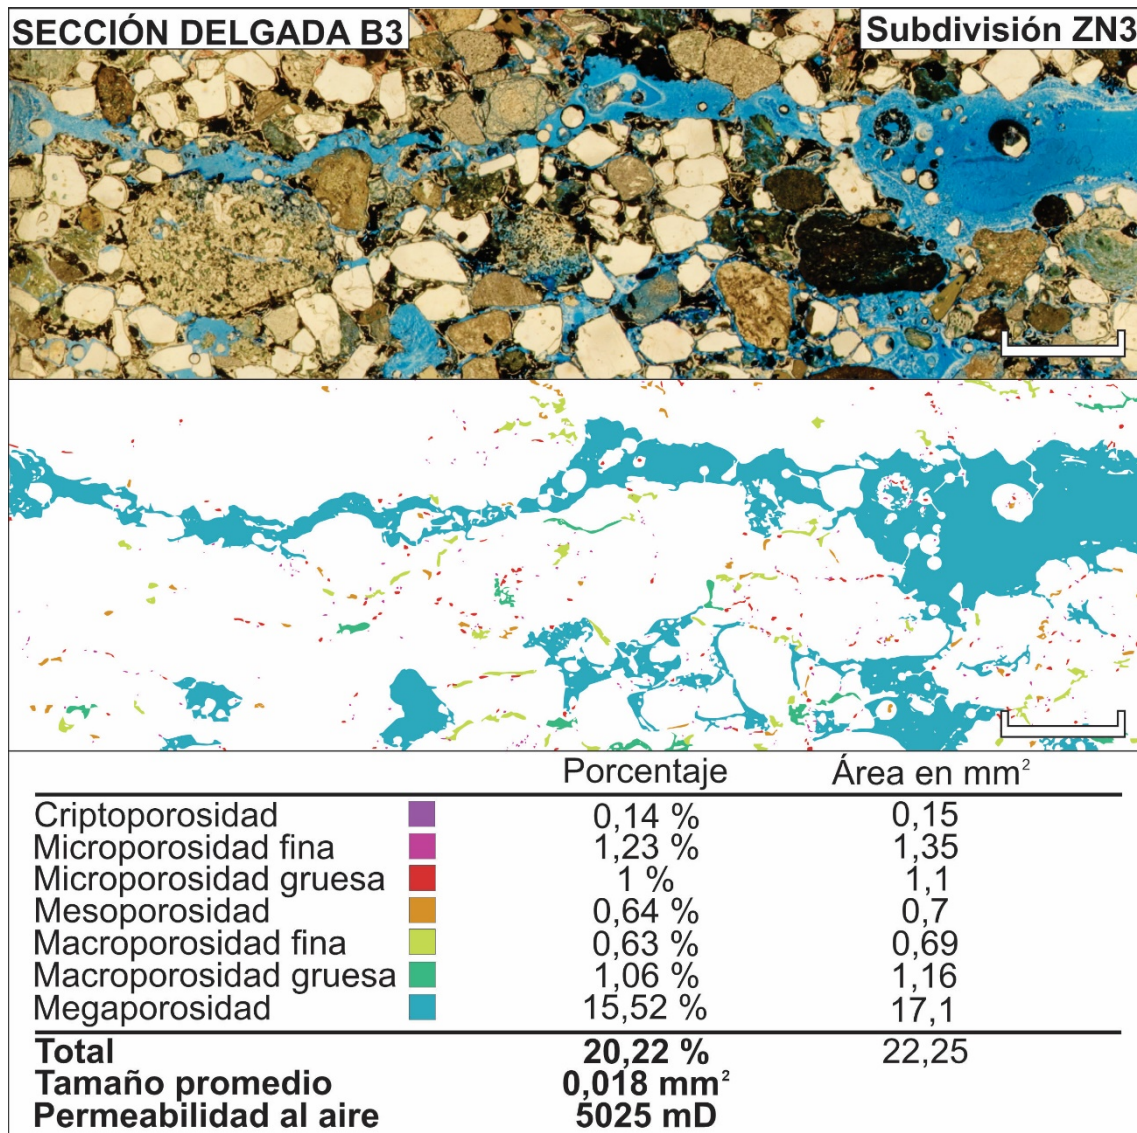 SECCIÓN DELGADA B3 Subdivisión ZN3
Porcentaje Área en mm²
Criptoporosidad 0,14 % 0,15
Microporosidad fina 1,23 % 1,35
Microporosidad gruesa 1 % 1,1
Mesoporosidad 0,64 % 0,7
Macroporosidad fina 0,63 % 0,69
Macroporosidad gruesa 1,06 % 1,16
Megaporosidad 15,52 % 17,1
Total 20,22 % 22,25
Tamaño promedio 0,018 mm²
Permeabilidad al aire 5025 mD